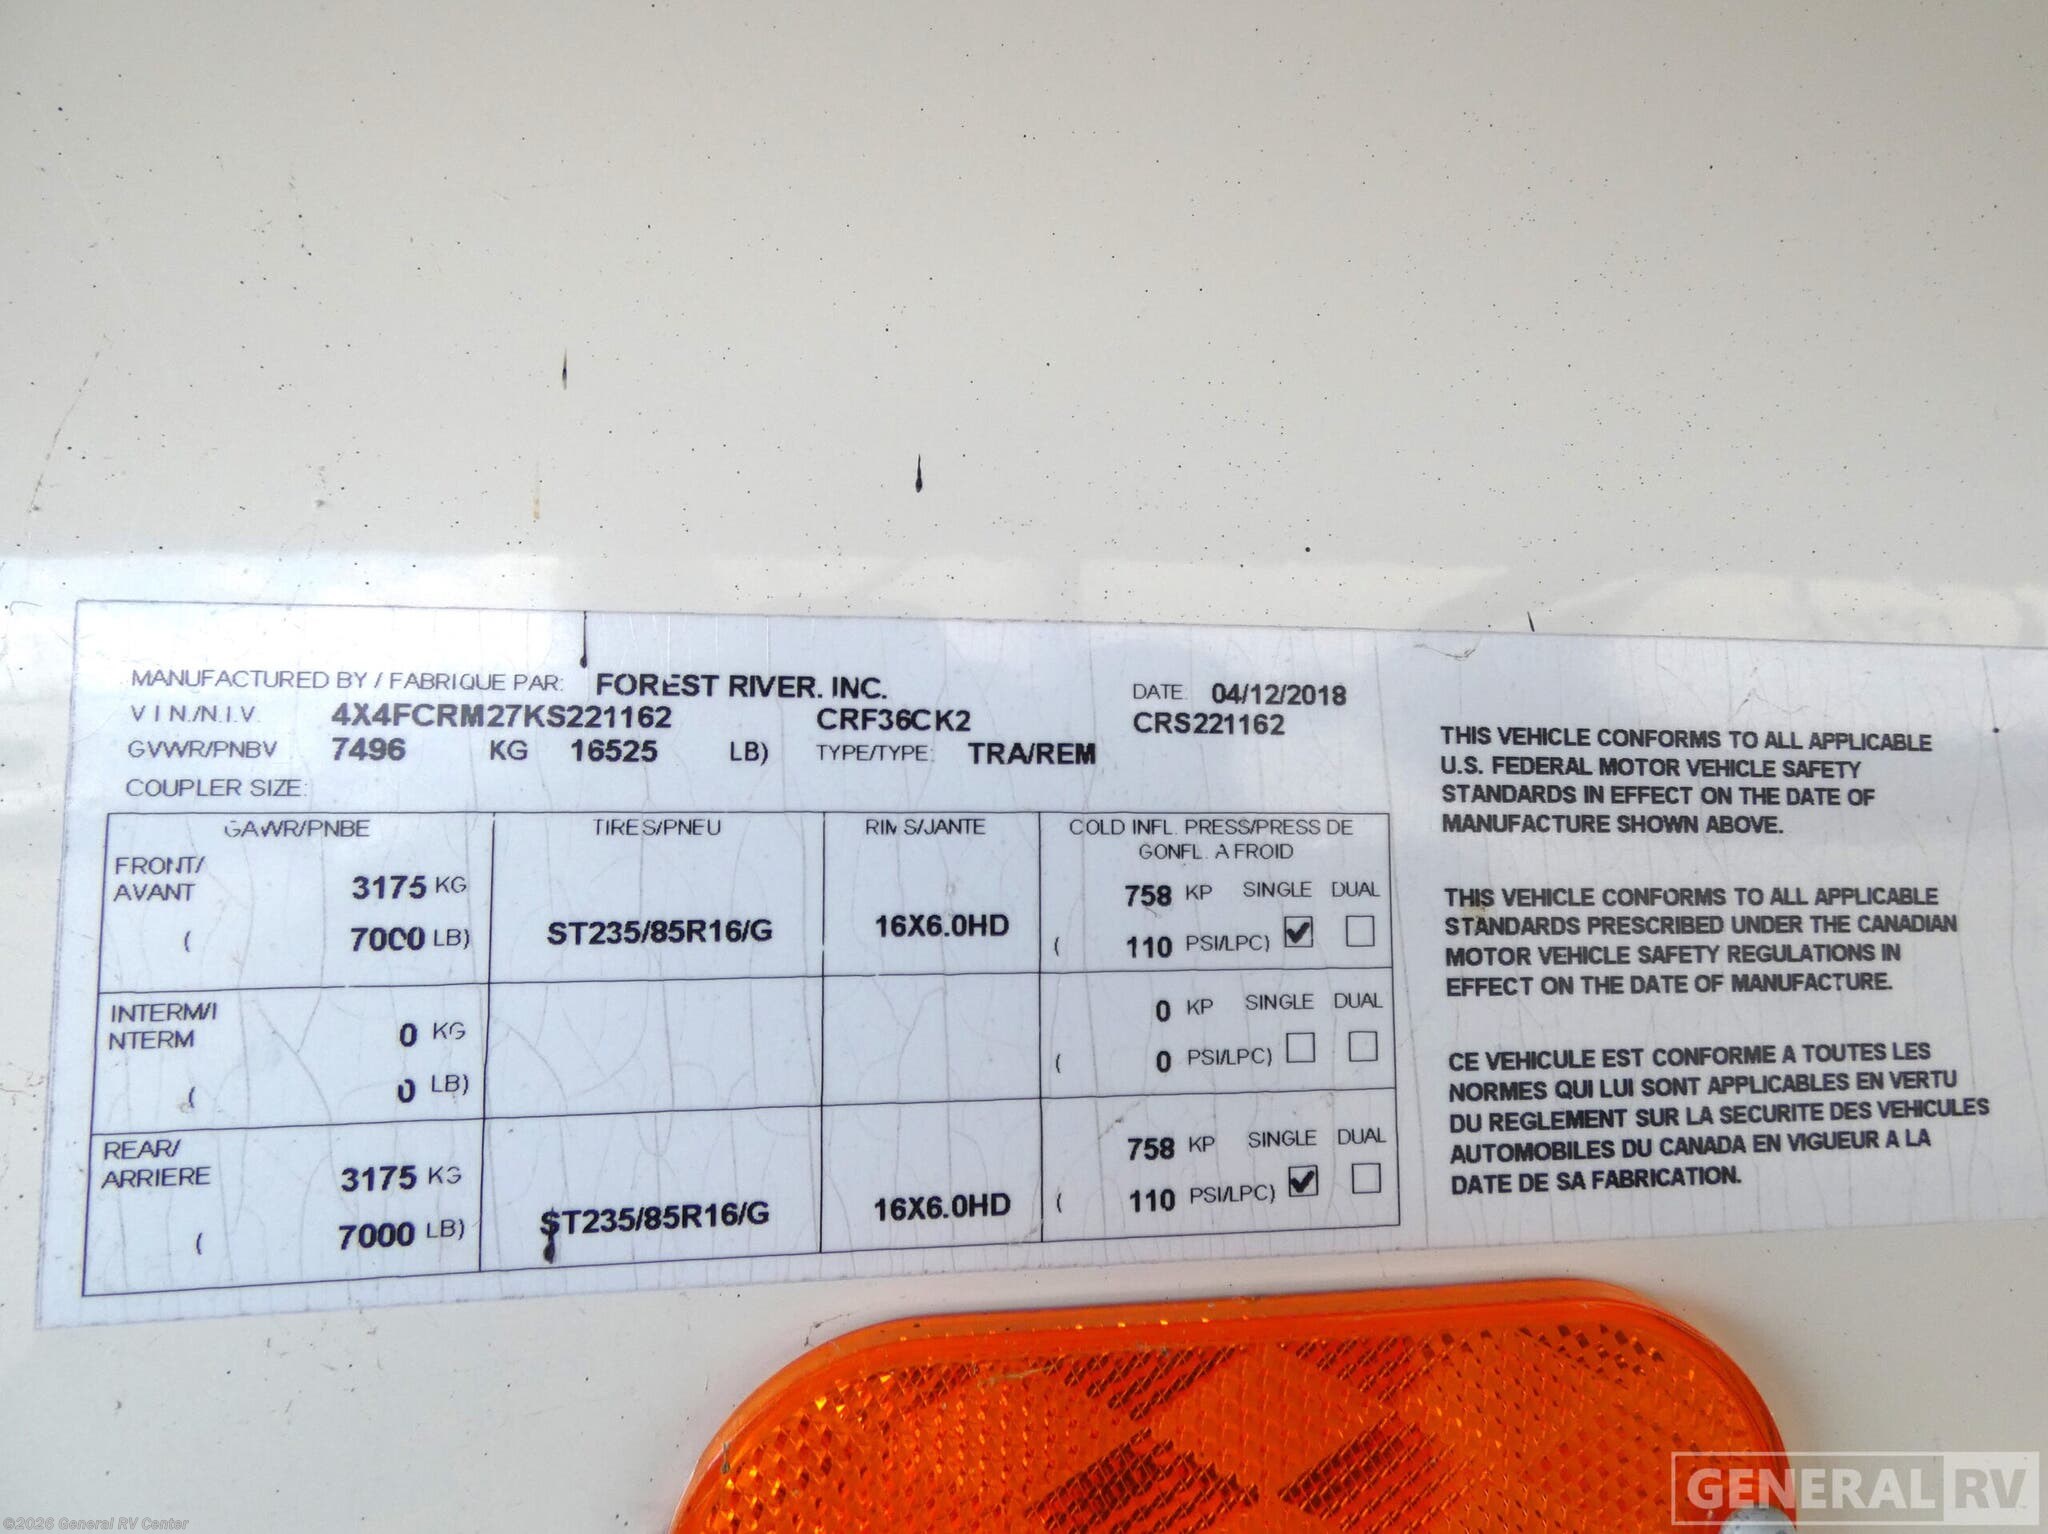 MANUFACTURED BY / FABRIQUE PAR: FOREST RIVER. INC. DATE: 04/12/2018
V I N./N.I.V. 4X4FCRM27KS221162 CRF36CK2 CRS221162
GVWR/PNBV 7496 KG 16525 LB) TYPE/TYPE: TRA/REM
COUPLER SIZE:
GAWR/PNBE TIRES/PNEU RIMS/JANTE COLD INFL. PRESS/PRESS DE
GONFL. A FROID
FRONT/
AVANT 3175 KG 758 KP SINGLE DUAL
( 7000 LB) ST235/85R16/G 16X6.0HD ( 110 PSI/LPC)
INTERM/I
NTERM 0 KG 0 KP SINGLE DUAL
( 0 LB) ( 0 PSI/LPC)
REAR/
ARRIERE 3175 KG 758 KP SINGLE DUAL
( 7000 LB) ST235/85R16/G 16X6.0HD ( 110 PSI/LPC)
THIS VEHICLE CONFORMS TO ALL APPLICABLE
U.S. FEDERAL MOTOR VEHICLE SAFETY
STANDARDS IN EFFECT ON THE DATE OF
MANUFACTURE SHOWN ABOVE.
THIS VEHICLE CONFORMS TO ALL APPLICABLE
STANDARDS PRESCRIBED UNDER THE CANADIAN
MOTOR VEHICLE SAFETY REGULATIONS IN
EFFECT ON THE DATE OF MANUFACTURE.
CE VEHICULE EST CONFORME A TOUTES LES
NORMES QUI LUI SONT APPLICABLES EN VERTU
DU REGLEMENT SUR LA SECURITE DES VEHICULES
AUTOMOBILES DU CANADA EN VIGUEUR A LA
DATE DE SA FABRICATION.
GENERAL RV
©2026 General RV Center